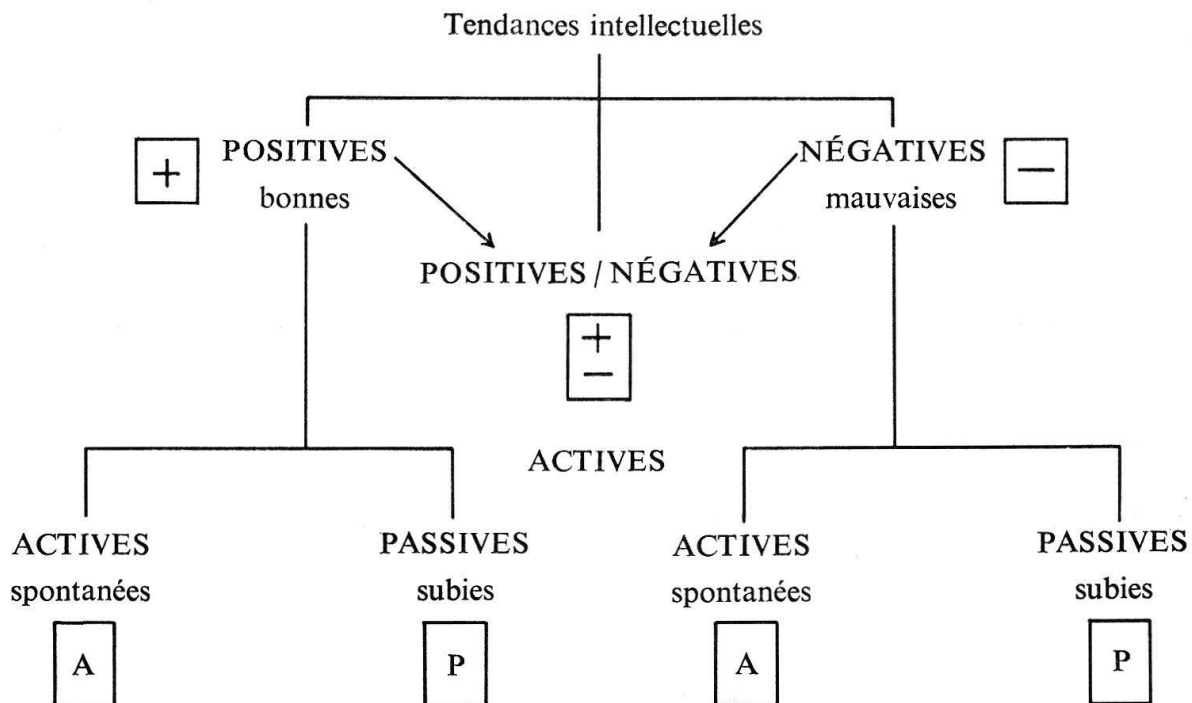 Tendances intellectuelles
+ POSITIVES
bonnes
NÉGATIVES −
mauvaises
POSITIVES / NÉGATIVES
+
−
ACTIVES
ACTIVES
spontanées
A
PASSIVES
subies
P
ACTIVES
spontanées
A
PASSIVES
subies
P